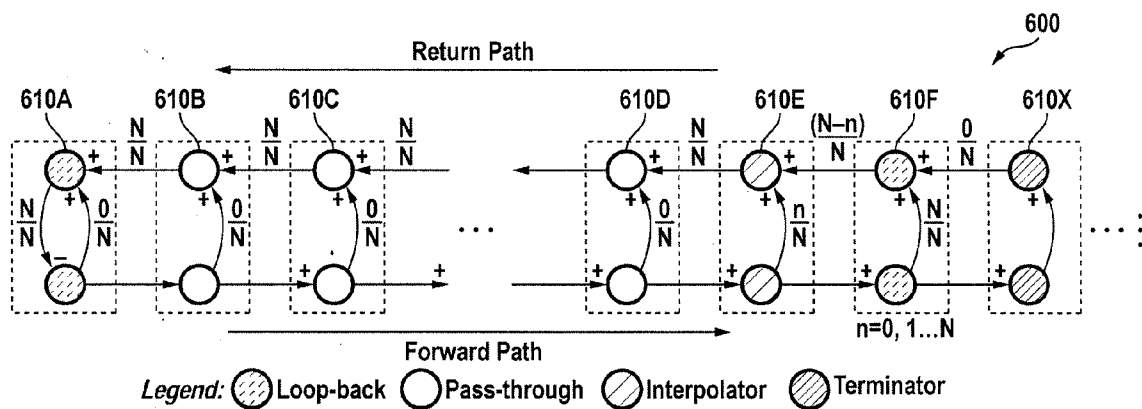 600
Return Path
610A 610B 610C 610D 610E 610F 610X
N/N N/N N/N N/N (N–n)/N 0/N
+ + + + + + +
+ + + + + + +
N/N 0/N 0/N 0/N ... 0/N n/N N/N ...
– + + + + + +
n=0, 1...N
Forward Path
Legend: Loop-back Pass-through Interpolator Terminator